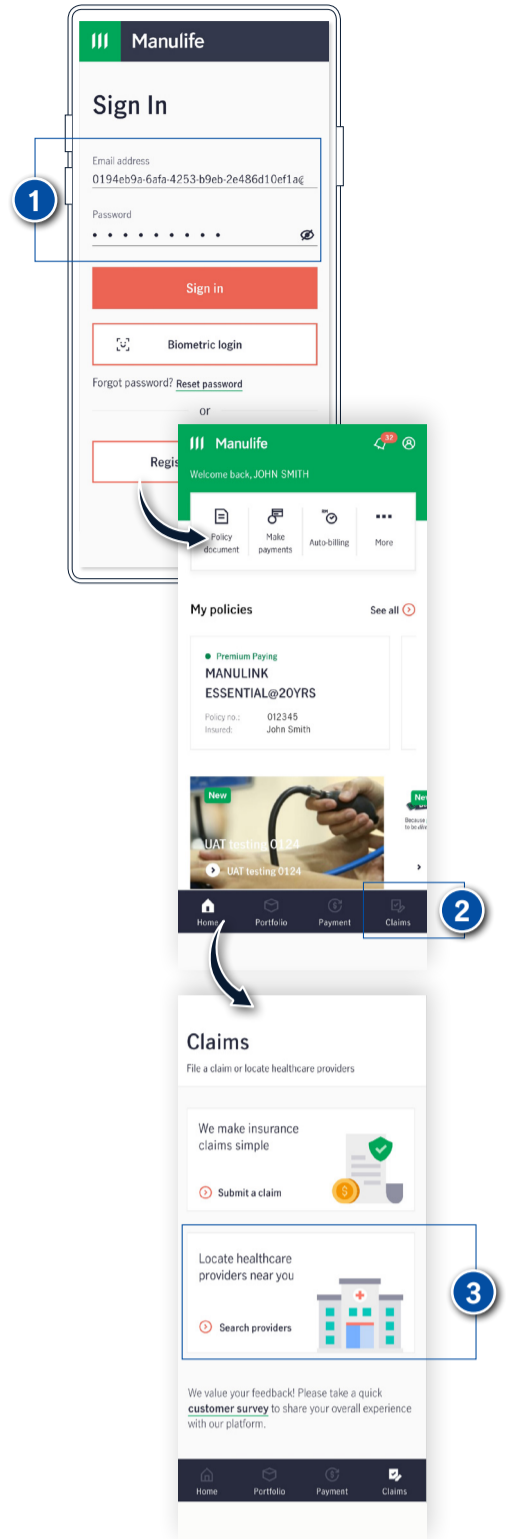 Manulife
Sign In
Email address
0194eb9a-6afa-4253-b9eb-2e486d10ef1a
Password
1
Sign in
Biometric login
Forgot password? Reset password
or
Regis
Manulife
32
Welcome back, JOHN SMITH
Policy document
Make payments
Auto-billing
More
My policies
See all
Premium Paying
MANULINK
ESSENTIAL@20YRS
Policy no.: 012345
Insured: John Smith
New
New
UAT testing 0124
UAT testing 0124
Home
Portfolio
Payment
Claims
2
Claims
File a claim or locate healthcare providers
We make insurance
claims simple
Submit a claim
Locate healthcare
providers near you
Search providers
3
We value your feedback! Please take a quick
customer survey to share your overall experience
with our platform.
Home
Portfolio
Payment
Claims